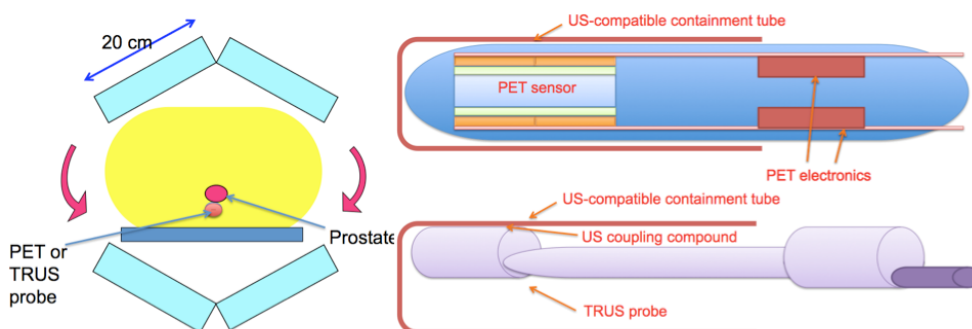 20 cm
PET or
TRUS
probe
Prostate
US-compatible containment tube
PET sensor
PET electronics
US-compatible containment tube
US coupling compound
TRUS probe